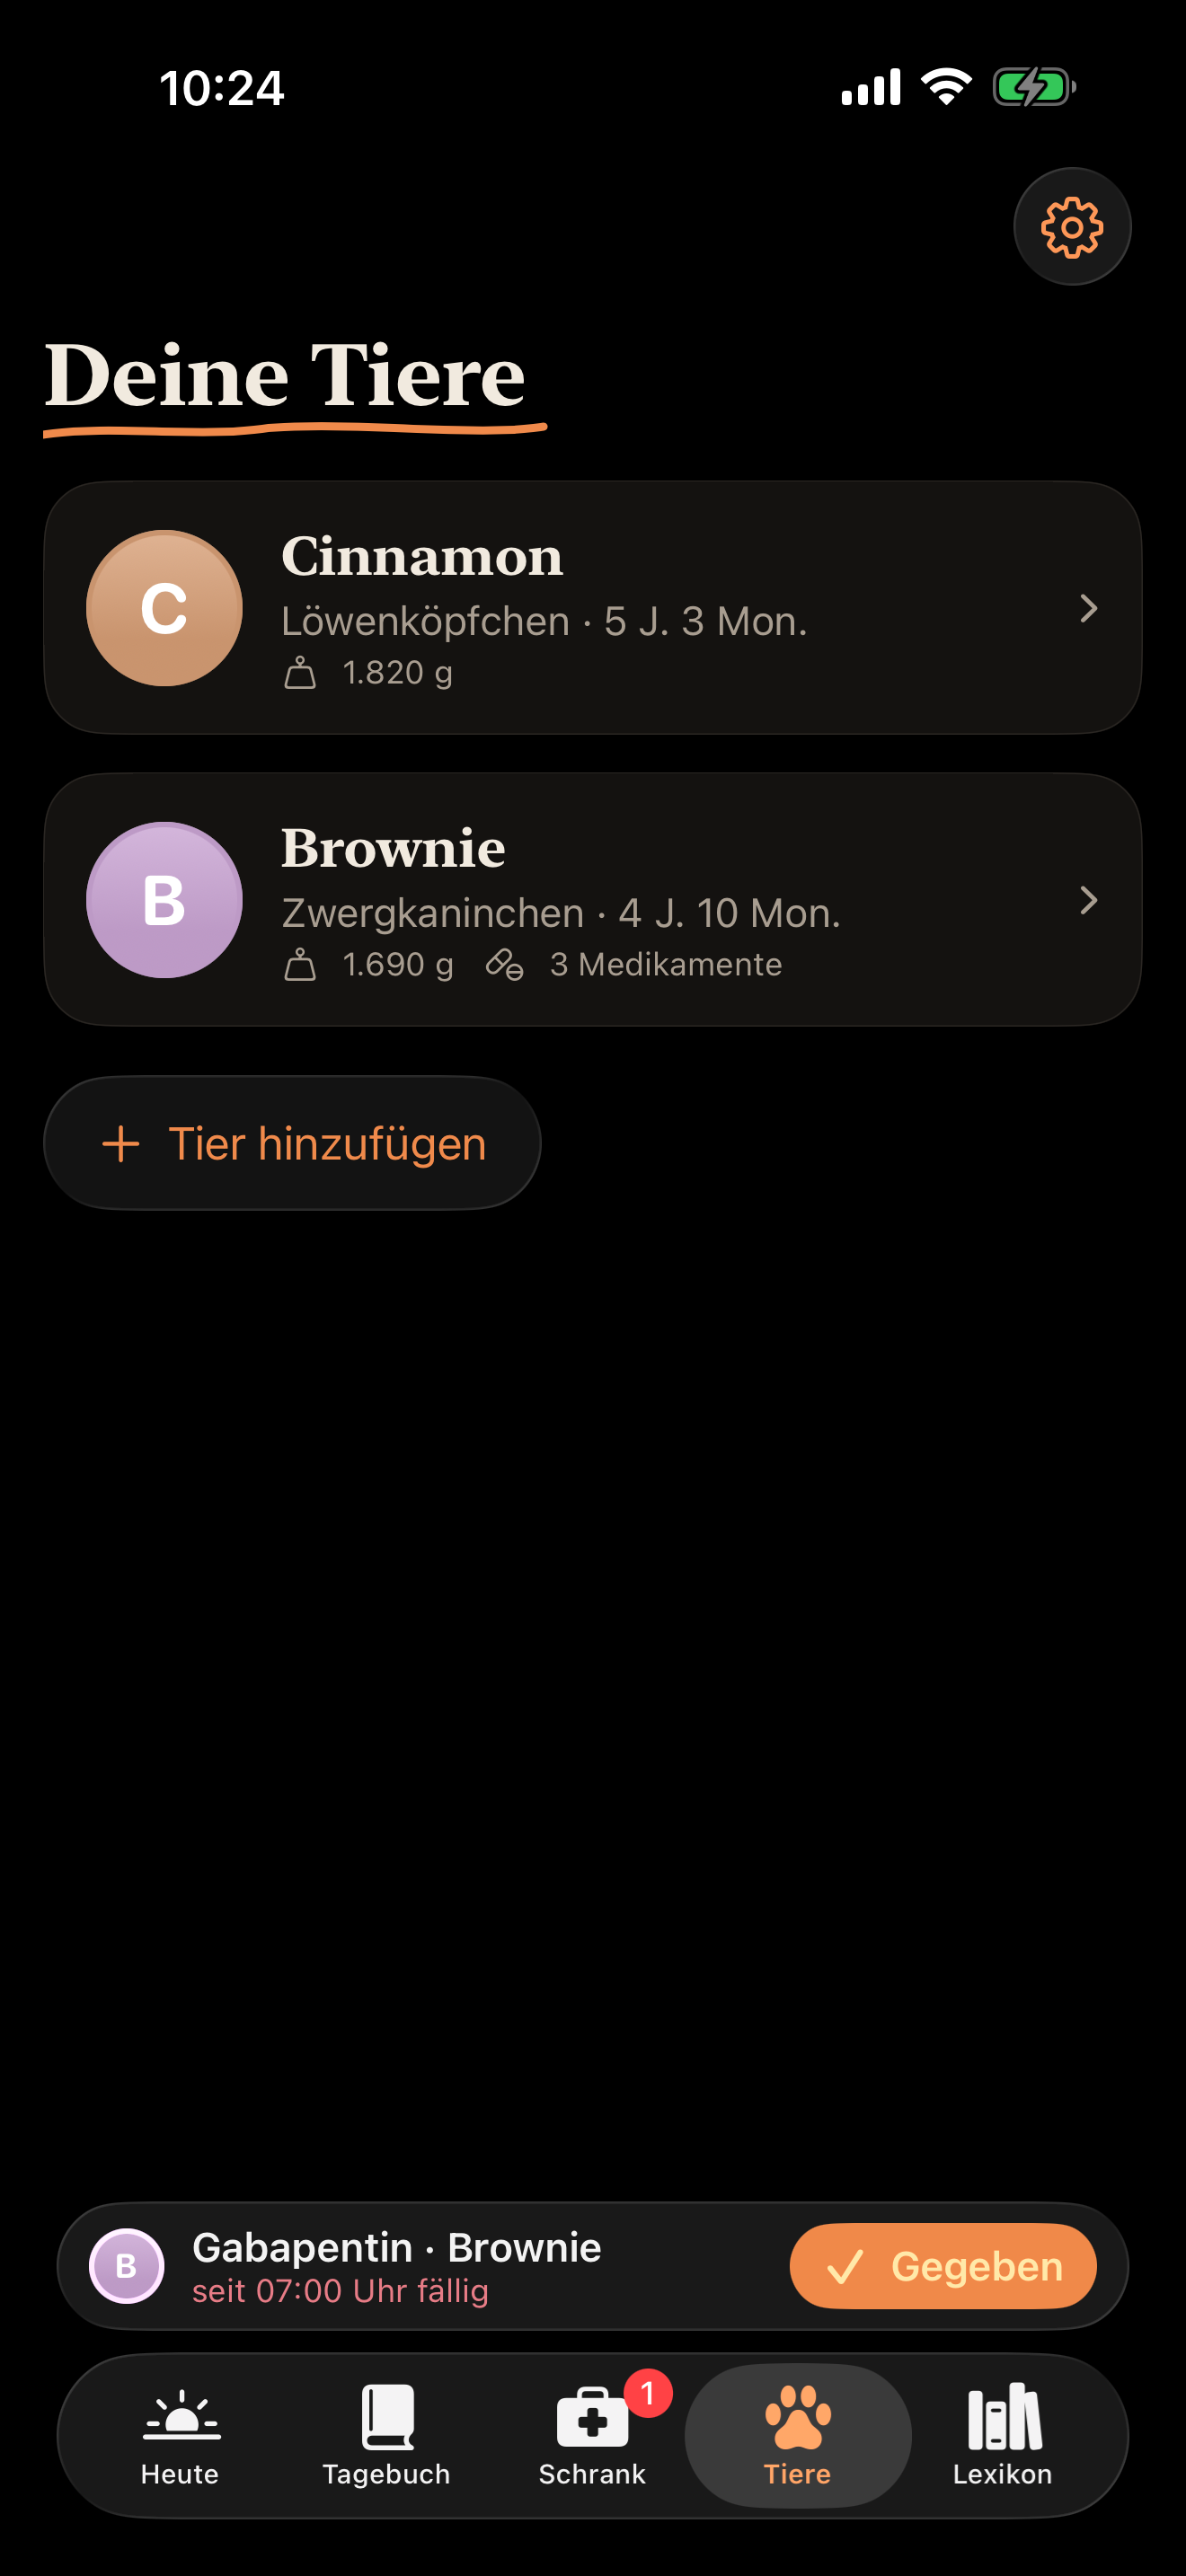 10:24
Deine Tiere
C
Cinnamon
Löwenköpfchen · 5 J. 3 Mon.
1.820 g
B
Brownie
Zwergkaninchen · 4 J. 10 Mon.
1.690 g 3 Medikamente
Tier hinzufügen
B
Gabapentin · Brownie
seit 07:00 Uhr fällig
Gegeben
1
Heute Tagebuch Schrank Tiere Lexikon